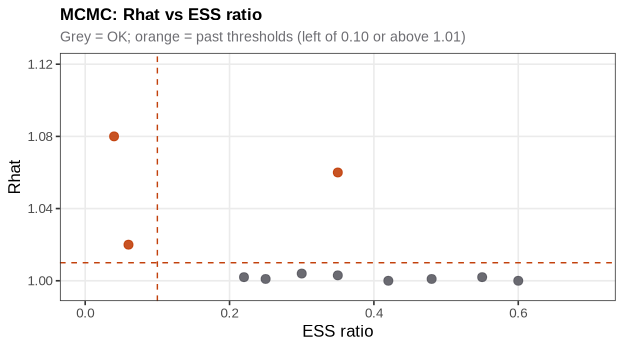 MCMC: Rhat vs ESS ratio
Grey = OK; orange = past thresholds (left of 0.10 or above 1.01)
1.12
1.08
1.04
1.00
Rhat
0.0 0.2 0.4 0.6
ESS ratio